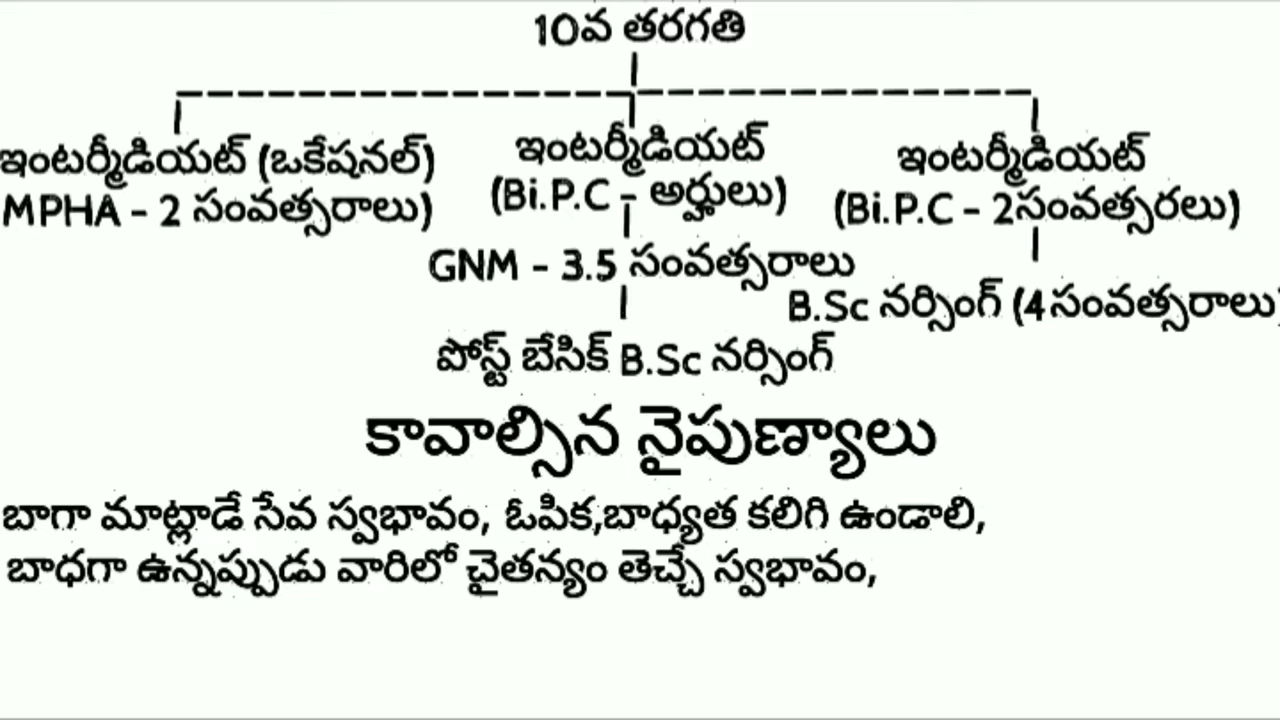 10వ తరగతి
ఇంటర్మీడియట్ (ఒకేషనల్)
MPHA - 2 సంవత్సరాలు)
ఇంటర్మీడియట్
(Bi.P.C - అర్హులు)
GNM - 3.5 సంవత్సరాలు
పోస్ట్ బేసిక్ B.Sc నర్సింగ్
ఇంటర్మీడియట్
(Bi.P.C - 2సంవత్సరలు)
B.Sc నర్సింగ్ (4సంవత్సరాలు)
కావాల్సిన నైపుణ్యాలు
బాగా మాట్లాడే సేవ స్వభావం, ఓపిక,బాధ్యత కలిగి ఉండాలి,
బాధగా ఉన్నప్పుడు వారిలో చైతన్యం తెచ్చే స్వభావం,